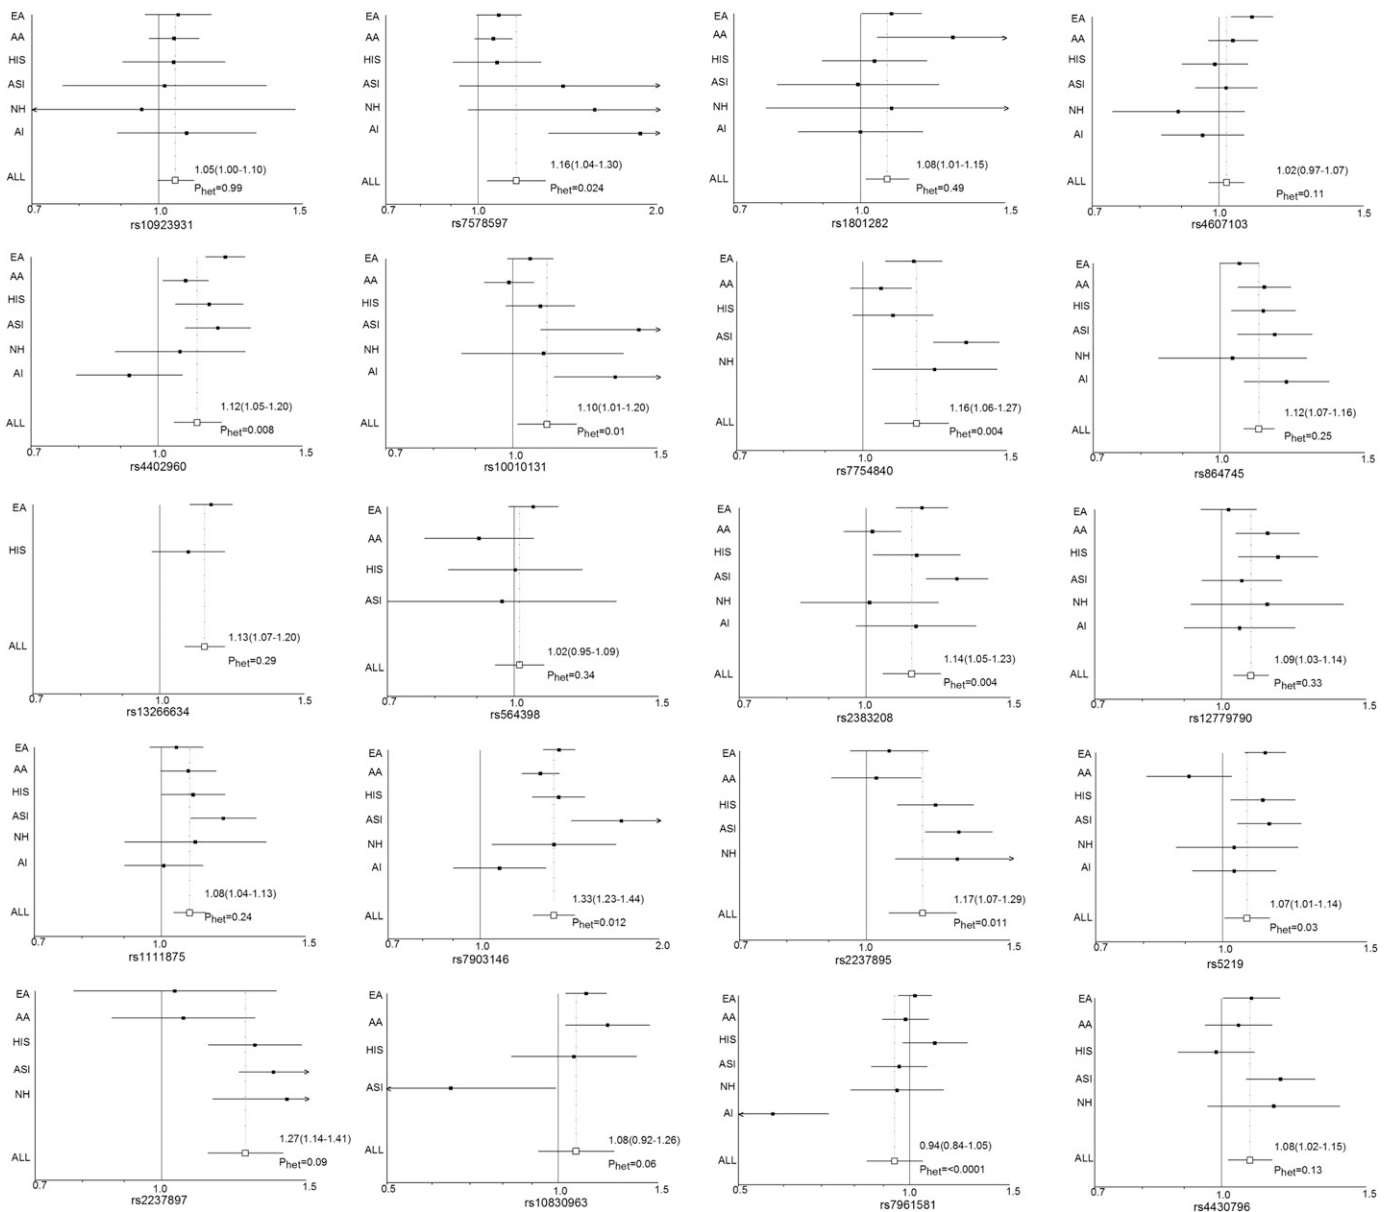 EA
AA
HIS
ASI
NH
AI
ALL
1.05(1.00-1.10)
Phet=0.99
0.7 1.0 1.5
rs10923931
EA
AA
HIS
ASI
NH
AI
ALL
1.16(1.04-1.30)
Phet=0.024
0.7 1.0 2.0
rs7578597
EA
AA
HIS
ASI
NH
AI
ALL
1.08(1.01-1.15)
Phet=0.49
0.7 1.0 1.5
rs1801282
EA
AA
HIS
ASI
NH
AI
ALL
1.02(0.97-1.07)
Phet=0.11
0.7 1.0 1.5
rs4607103
EA
AA
HIS
ASI
NH
AI
ALL
1.12(1.05-1.20)
Phet=0.008
0.7 1.0 1.5
rs4402960
EA
AA
HIS
ASI
NH
AI
ALL
1.10(1.01-1.20)
Phet=0.01
0.7 1.0 1.5
rs10010131
EA
AA
HIS
ASI
NH
ALL
1.16(1.06-1.27)
Phet=0.004
0.7 1.0 1.5
rs7754840
EA
AA
HIS
ASI
NH
AI
ALL
1.12(1.07-1.16)
Phet=0.25
0.7 1.0 1.5
rs864745
EA
HIS
ALL
1.13(1.07-1.20)
Phet=0.29
0.7 1.0 1.5
rs13266634
EA
AA
HIS
ASI
ALL
1.02(0.95-1.09)
Phet=0.34
0.7 1.0 1.5
rs564398
EA
AA
HIS
ASI
NH
AI
ALL
1.14(1.05-1.23)
Phet=0.004
0.7 1.0 1.5
rs2383208
EA
AA
HIS
ASI
NH
AI
ALL
1.09(1.03-1.14)
Phet=0.33
0.7 1.0 1.5
rs12779790
EA
AA
HIS
ASI
NH
AI
ALL
1.08(1.04-1.13)
Phet=0.24
0.7 1.0 1.5
rs1111875
EA
AA
HIS
ASI
NH
AI
ALL
1.33(1.23-1.44)
Phet=0.012
0.7 1.0 2.0
rs7903146
EA
AA
HIS
ASI
NH
ALL
1.17(1.07-1.29)
Phet=0.011
0.7 1.0 1.5
rs2237895
EA
AA
HIS
ASI
NH
AI
ALL
1.07(1.01-1.14)
Phet=0.03
0.7 1.0 1.5
rs5219
EA
AA
HIS
ASI
NH
ALL
1.27(1.14-1.41)
Phet=0.09
0.7 1.0 1.5
rs2237897
EA
AA
HIS
ASI
ALL
1.08(0.92-1.26)
Phet=0.06
0.5 1.0 1.5
rs10830963
EA
AA
HIS
ASI
NH
AI
ALL
0.94(0.84-1.05)
Phet=<0.0001
0.5 1.0 1.5
rs7961581
EA
AA
HIS
ASI
NH
ALL
1.08(1.02-1.15)
Phet=0.13
0.7 1.0 1.5
rs4430796